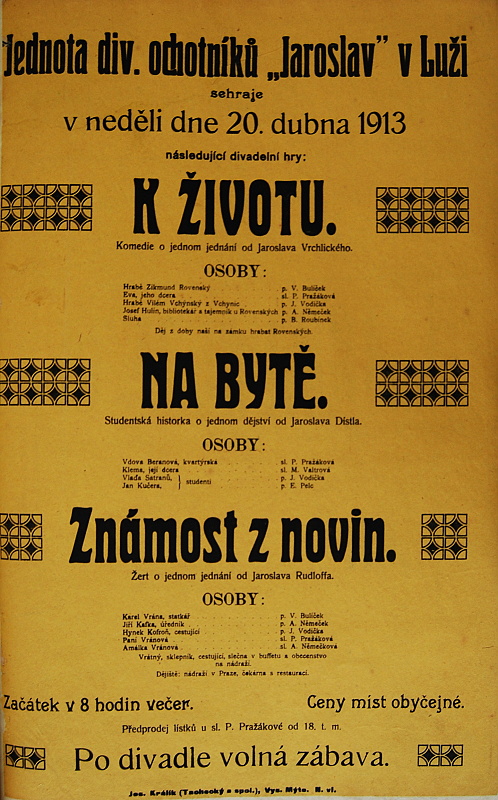 Jednota div. ochotníků „Jaroslav” v Luži
sehraje
v neděli dne 20. dubna 1913
následující divadelní hry:
K ŽIVOTU.
Komedie o jednom jednání od Jaroslava Vrchlického.
OSOBY:
Hrabě Zikmund Rovenský . . . p. V. Bulíček
Eva, jeho dcera . . . sl. P. Pražáková
Hrabě Vilém Vchýnský z Vchynic . . . p. J. Vodička
Josef Hulín, bibliotekář a tajemník u Rovenských p. A. Němeček
Sluha . . . p. B. Roubínek
Děj z doby naší na zámku hrabat Rovenských.
NA BYTĚ.
Studentská historka o jednom dějství od Jaroslava Distla.
OSOBY:
Vdova Beranová, kvartýrská . . . sl. P. Pražáková
Klema, její dcera . . . sl. M. Valtrová
Vlaďa Satranů, } studenti . . . p. J. Vodička
Jan Kučera, } . . . p. E. Pelc
Známost z novin.
Žert o jednom jednání od Jaroslava Rudloffa.
OSOBY:
Karel Vrána, statkář . . . p. V. Bulíček
Jiří Kafka, úředník . . . p. A. Němeček
Hynek Kofroň, cestující . . . p. J. Vodička
Paní Vránová . . . sl. P. Pražáková
Amálka Vránová . . . sl. A. Němečková
Vrátný, sklepník, cestující, slečna v buffetu a obecenstvo
na nádraží.
Dějiště: nádraží v Praze, čekárna s restaurací.
Začátek v 8 hodin večer. Ceny míst obyčejné.
Předprodej lístků u sl. P. Pražákové od 18. t. m.
Po divadle volná zábava.
Jos. Králík (Tschocký a spol.), Vys. Mýto. N. vl.